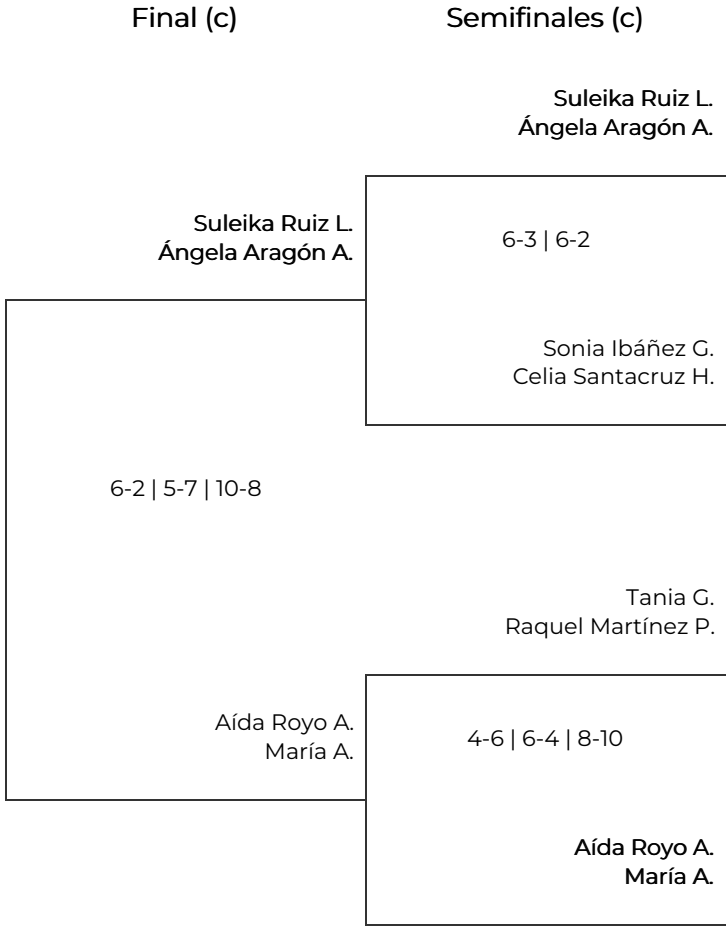 Final (c)
Semifinales (c)
Suleika Ruiz L.
Ángela Aragón A.
Suleika Ruiz L.
Ángela Aragón A.
6-3 | 6-2
Sonia Ibáñez G.
Celia Santacruz H.
6-2 | 5-7 | 10-8
Tania G.
Raquel Martínez P.
Aída Royo A.
María A.
4-6 | 6-4 | 8-10
Aída Royo A.
María A.